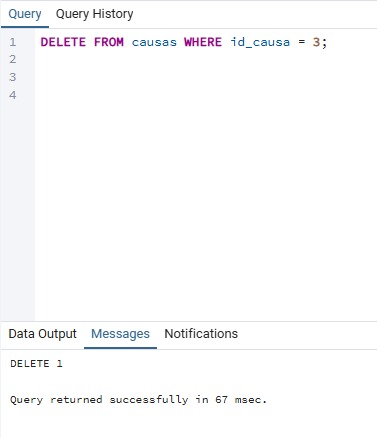 Query Query History
1 DELETE FROM causas WHERE id_causa = 3;
2
3
4
Data Output Messages Notifications
DELETE 1
Query returned successfully in 67 msec.